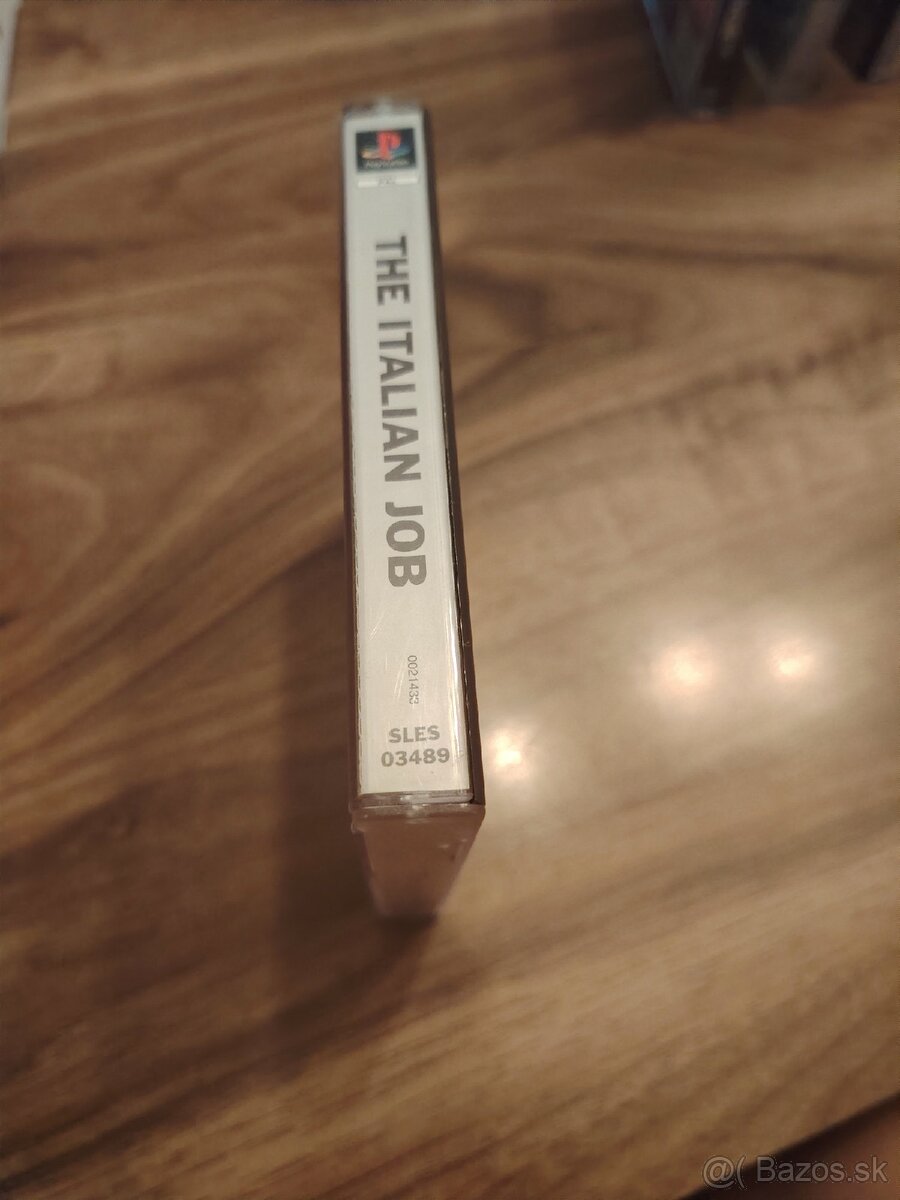 THE ITALIAN JOB
0021433
SLES
03489
@( Bazos.sk